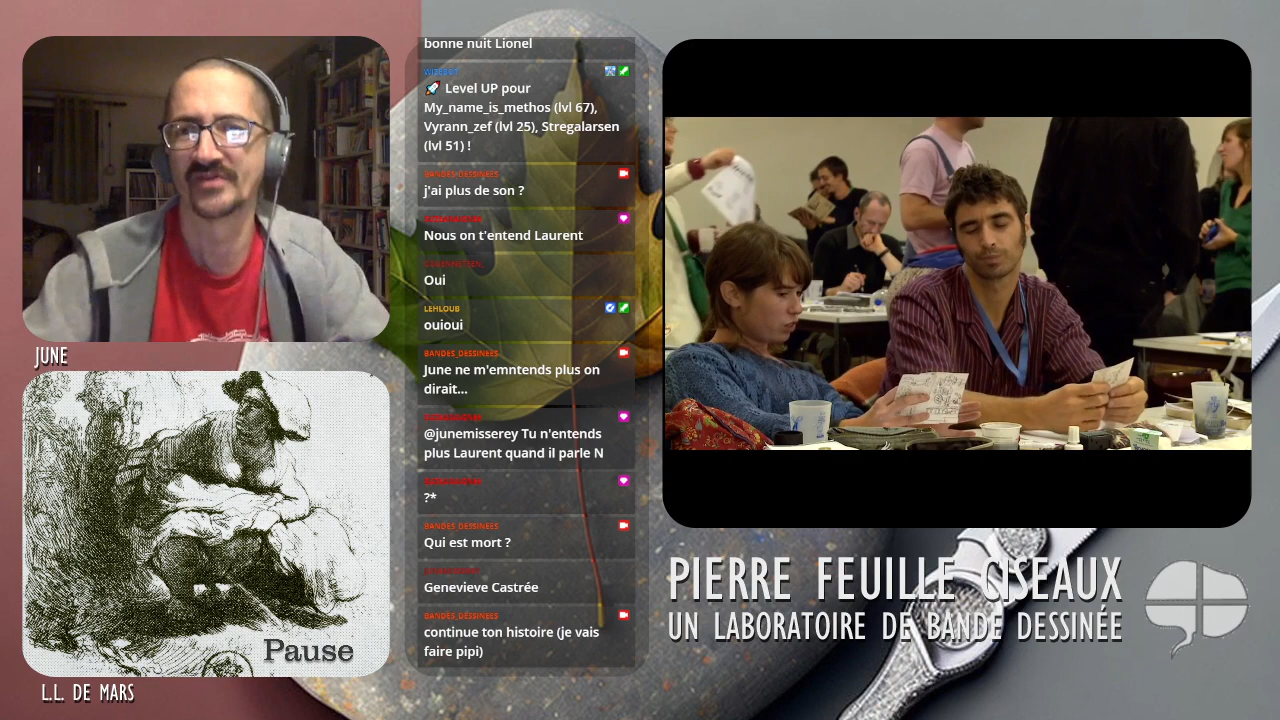 JUNE
Pause
L.L. DE MARS
bonne nuit Lionel
🚀 Level UP pour
My_name_is_methos (lvl 67),
Vyrann_zef (lvl 25), Stregalarsen
(lvl 51) !
BANDES_DESSINEES
j'ai plus de son ?
Nous on t'entend Laurent
Oui
LEHLOUB
ouioui
BANDES_DESSINEES
June ne m'emntends plus on
dirait...
@junemisserey Tu n'entends
plus Laurent quand il parle N
?*
BANDES_DESSINEES
Qui est mort ?
Genevieve Castrée
BANDES_DESSINEES
continue ton histoire (je vais
faire pipi)
PIERRE FEUILLE CISEAUX
UN LABORATOIRE DE BANDE DESSINÉE